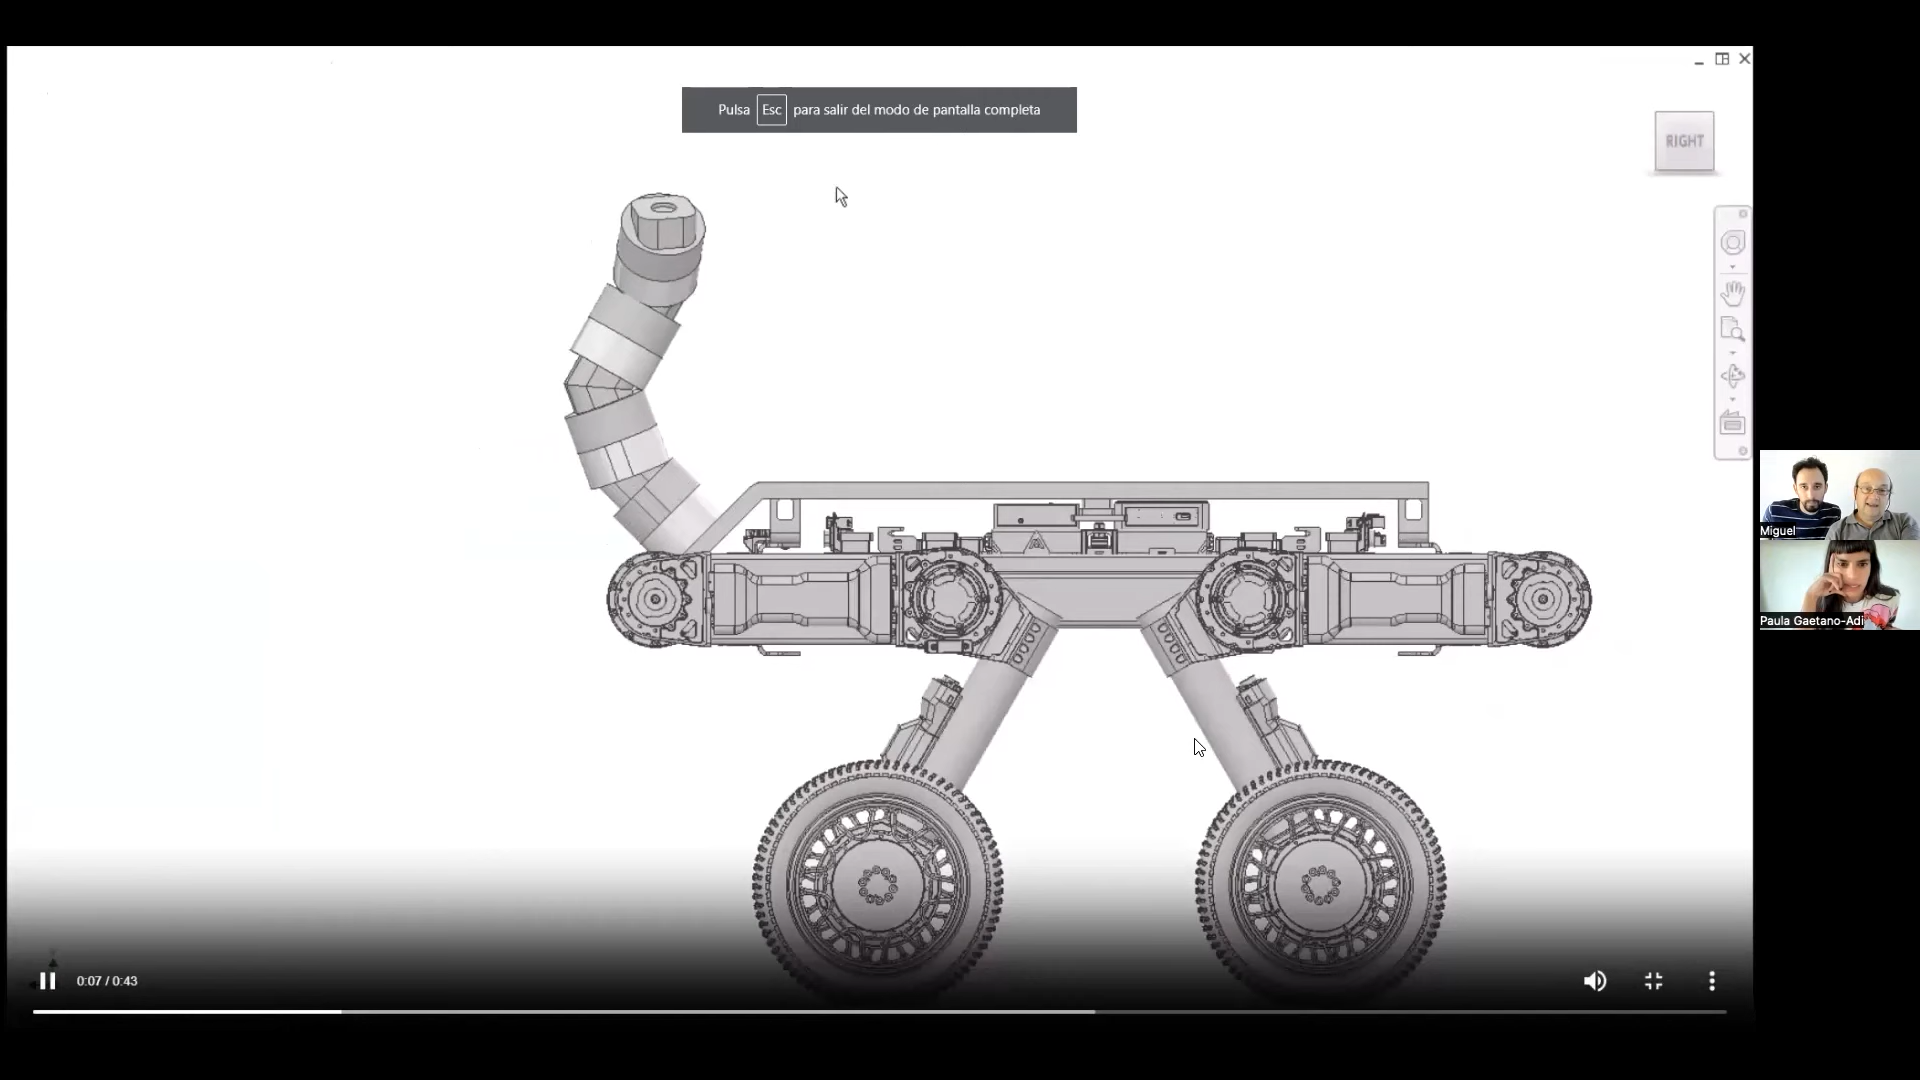 Pulsa Esc para salir del modo de pantalla completa
RIGHT
Miguel
Paula Gaetano-Adi
0:07 / 0:43